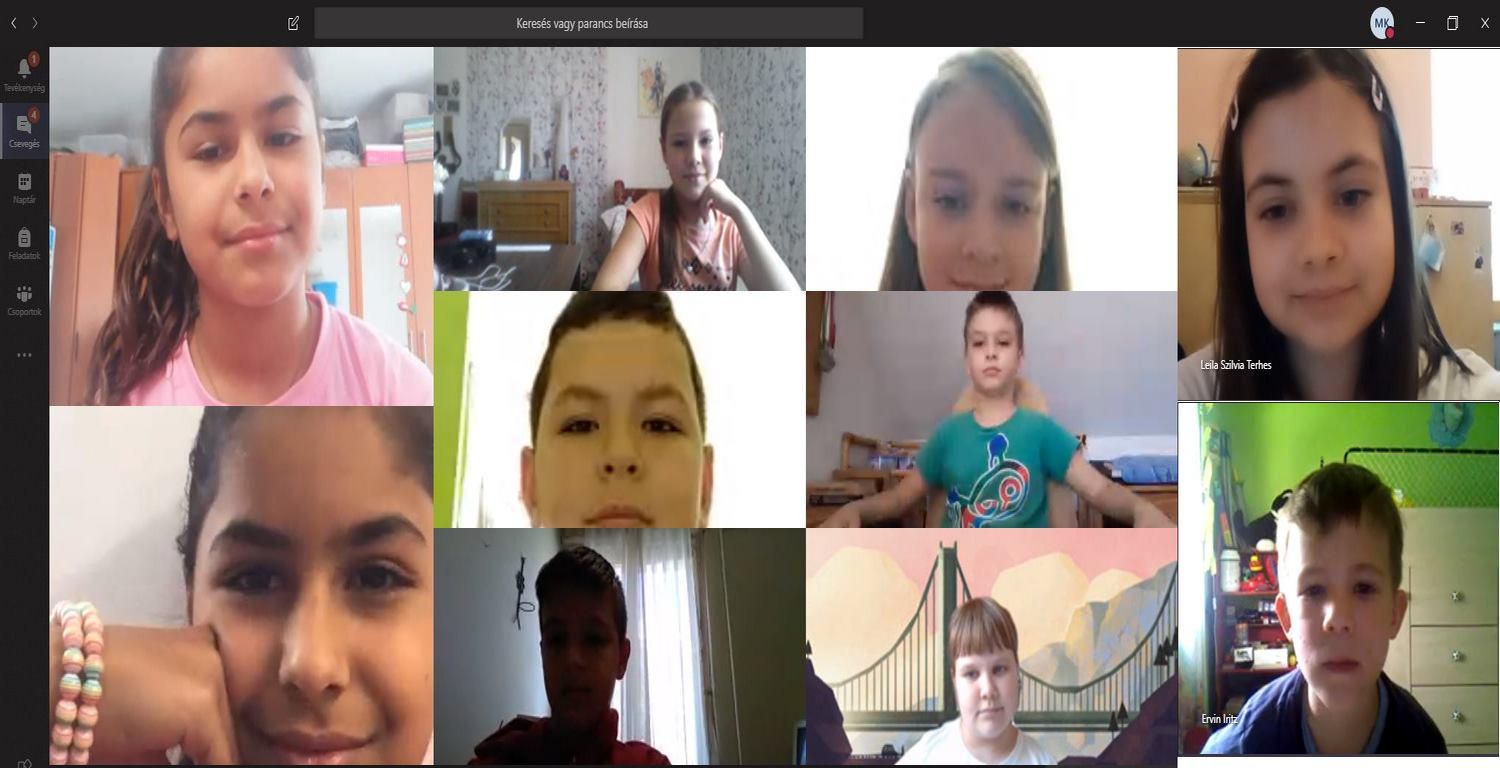 Keresés vagy parancs beírása
MK
1
Tevékenység
4
Csevegés
Naptár
Feladatok
Csoportok
Leila Szilvia Terhes
Ervin Iritz